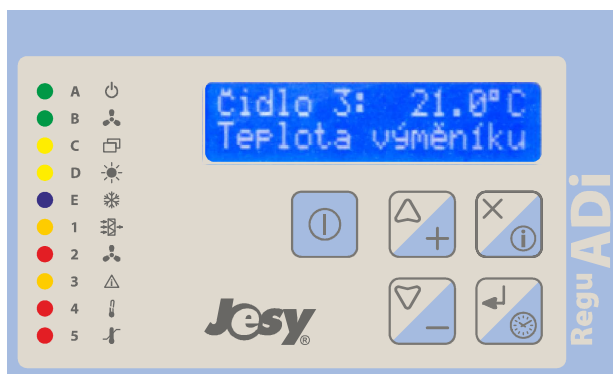 Čidlo 3: 21.0°C
Teplota výměníku
A
B
C
D
E
1
2
3
4
5
Jesy®
Regu ADi